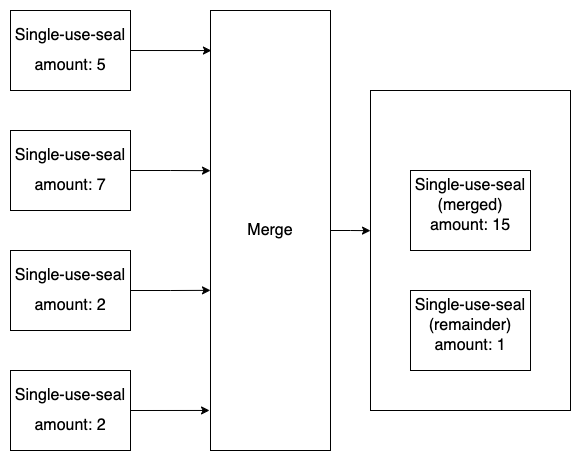 Single-use-seal
amount: 5
Single-use-seal
amount: 7
Single-use-seal
amount: 2
Single-use-seal
amount: 2
Merge
Single-use-seal
(merged)
amount: 15
Single-use-seal
(remainder)
amount: 1